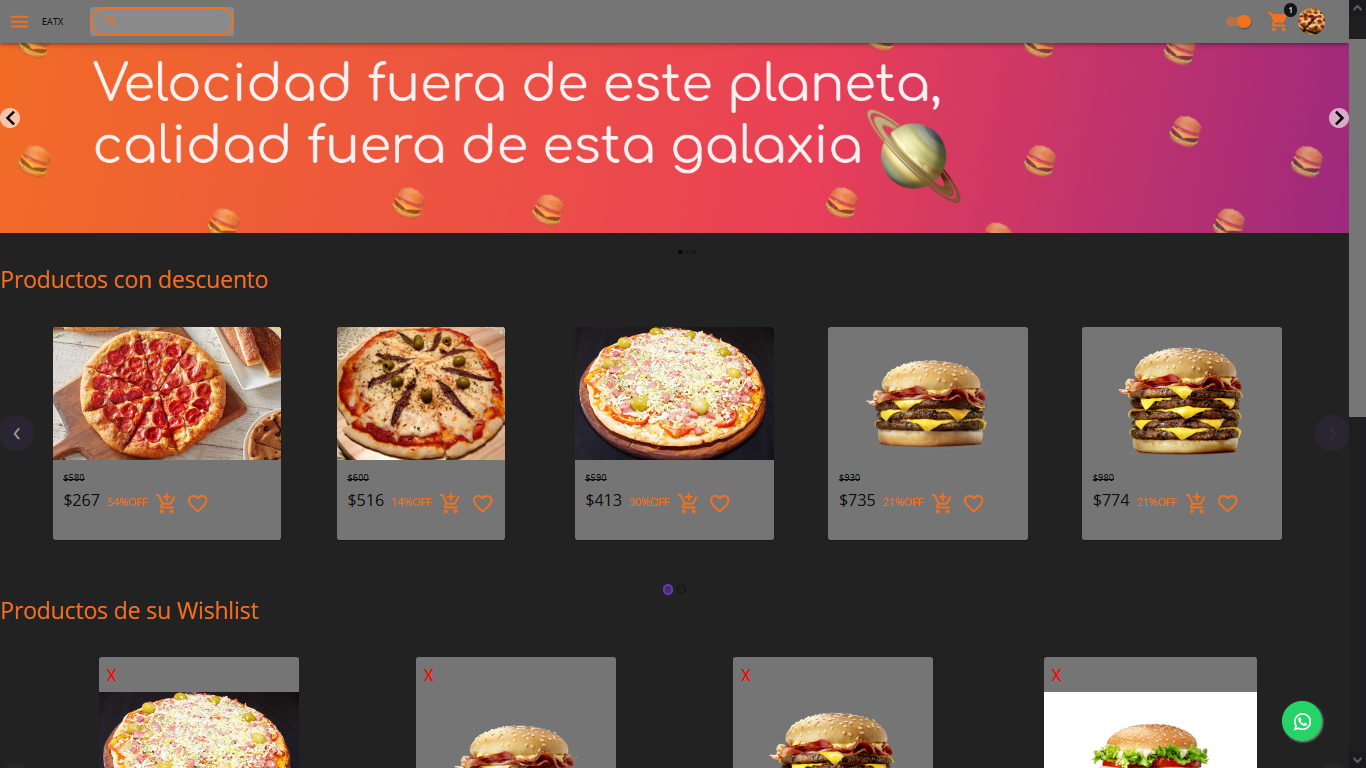 EATX
1
Velocidad fuera de este planeta,
calidad fuera de esta galaxia
Productos con descuento
$580
$267 54%OFF
$600
$516 14%OFF
$590
$413 30%OFF
$930
$735 21%OFF
$980
$774 21%OFF
Productos de su Wishlist
X
X
X
X